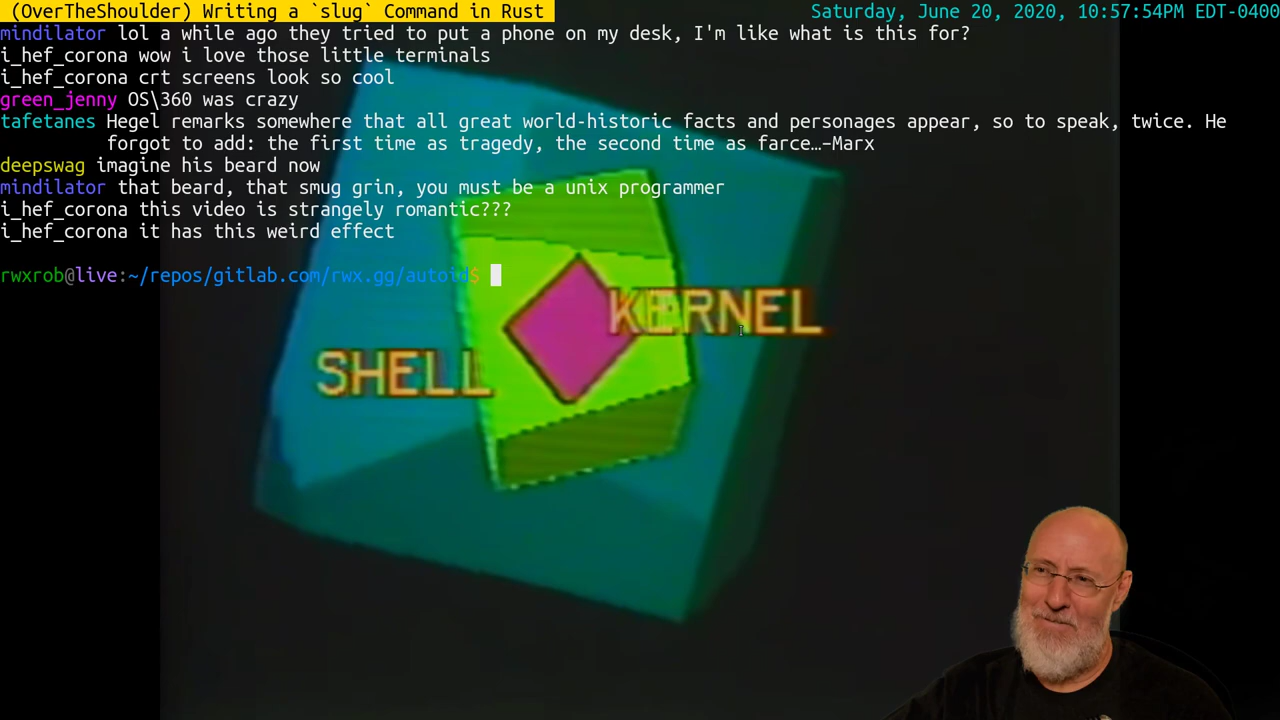 (OverTheShoulder) Writing a `slug` Command in Rust
Saturday, June 20, 2020, 10:57:54PM EDT-0400
mindilator lol a while ago they tried to put a phone on my desk, I'm like what is this for?
i_hef_corona wow i love those little terminals
i_hef_corona crt screens look so cool
green_jenny OS\360 was crazy
tafetanes Hegel remarks somewhere that all great world-historic facts and personages appear, so to speak, twice. He
forgot to add: the first time as tragedy, the second time as farce…–Marx
deepswag imagine his beard now
mindilator that beard, that smug grin, you must be a unix programmer
i_hef_corona this video is strangely romantic???
i_hef_corona it has this weird effect
rwxrob@live:~/repos/gitlab.com/rwx.gg/autoid$
KERNEL
SHELL